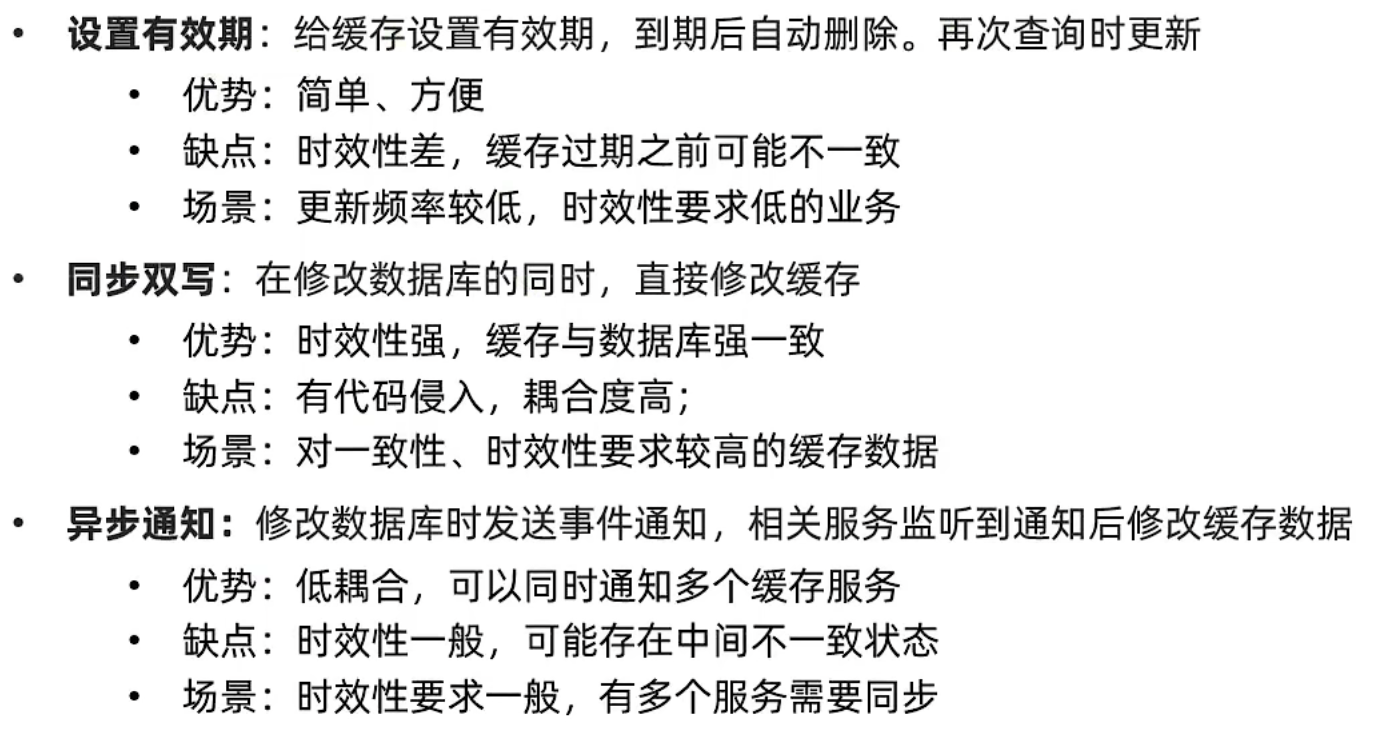 • 设置有效期：给缓存设置有效期，到期后自动删除。再次查询时更新
• 优势：简单、方便
• 缺点：时效性差，缓存过期之前可能不一致
• 场景：更新频率较低，时效性要求低的业务
• 同步双写：在修改数据库的同时，直接修改缓存
• 优势：时效性强，缓存与数据库强一致
• 缺点：有代码侵入，耦合度高；
• 场景：对一致性、时效性要求较高的缓存数据
• 异步通知：修改数据库时发送事件通知，相关服务监听到通知后修改缓存数据
• 优势：低耦合，可以同时通知多个缓存服务
• 缺点：时效性一般，可能存在中间不一致状态
• 场景：时效性要求一般，有多个服务需要同步